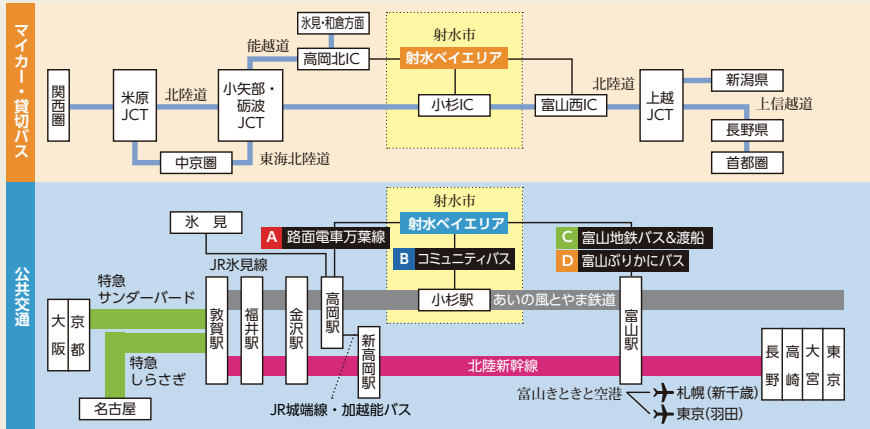 マイカー・貸切バス
氷見・和倉方面
射水市
能越道
高岡北IC
射水ベイエリア
関西圏
米原
JCT
北陸道
小矢部・
砺波
JCT
小杉IC
富山西IC
北陸道
上越
JCT
新潟県
上信越道
長野県
首都圏
中京圏
東海北陸道
公共交通
射水市
氷 見
A 路面電車万葉線
射水ベイエリア
B コミュニティバス
C 富山地鉄バス&渡船
D 富山ぶりかにバス
JR氷見線
特急
サンダーバード
大阪
京都
敦賀駅
福井駅
金沢駅
高岡駅
新高岡駅
小杉駅
あいの風とやま鉄道
富山駅
北陸新幹線
長野
高崎
大宮
東京
特急
しらさぎ
名古屋
JR城端線・加越能バス
富山きときと空港
札幌(新千歳)
東京(羽田)